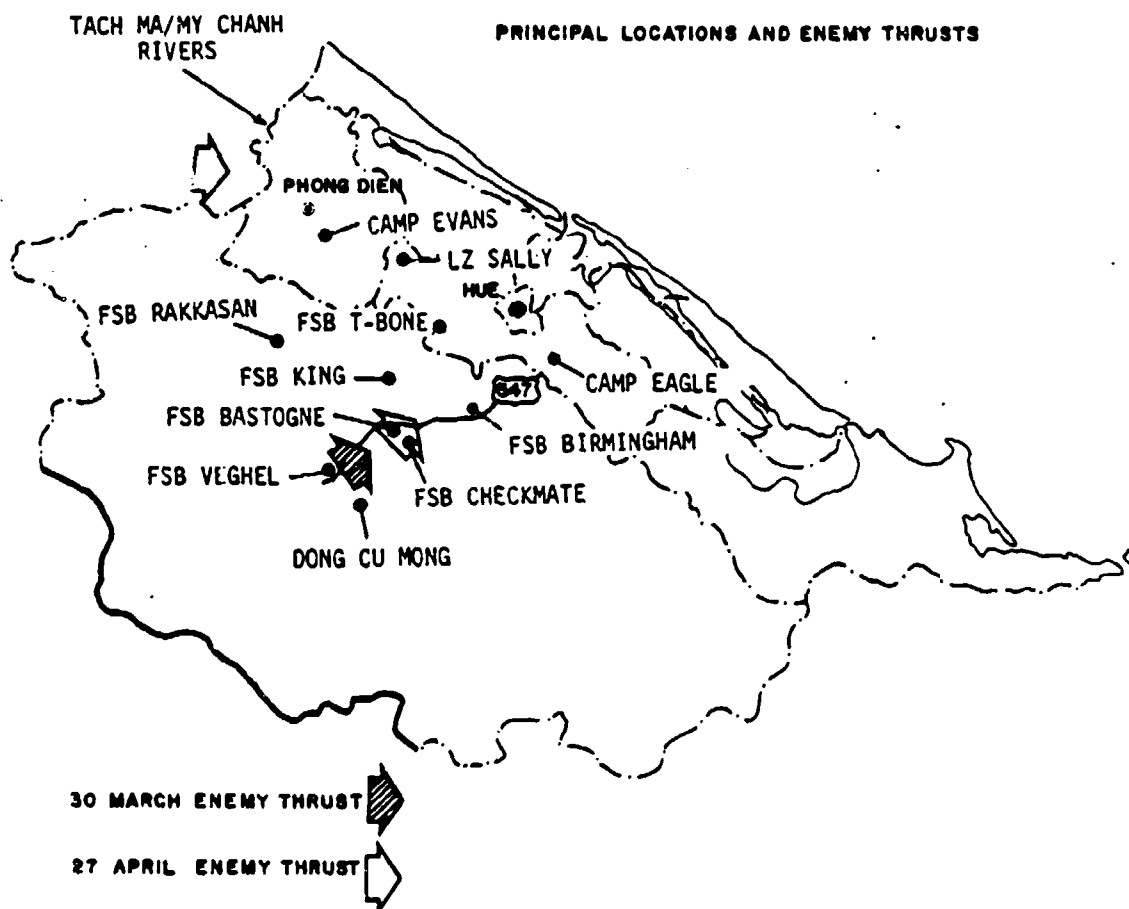 TACH MA/MY CHANH
RIVERS
PRINCIPAL LOCATIONS AND ENEMY THRUSTS
PHONG DIEN
CAMP EVANS
LZ SALLY
HUE
FSB RAKKASAN
FSB T-BONE
FSB KING
CAMP EAGLE
547
FSB BASTOGNE
FSB BIRMINGHAM
FSB VEGHEL
FSB CHECKMATE
DONG CU MONG
30 MARCH ENEMY THRUST
27 APRIL ENEMY THRUST